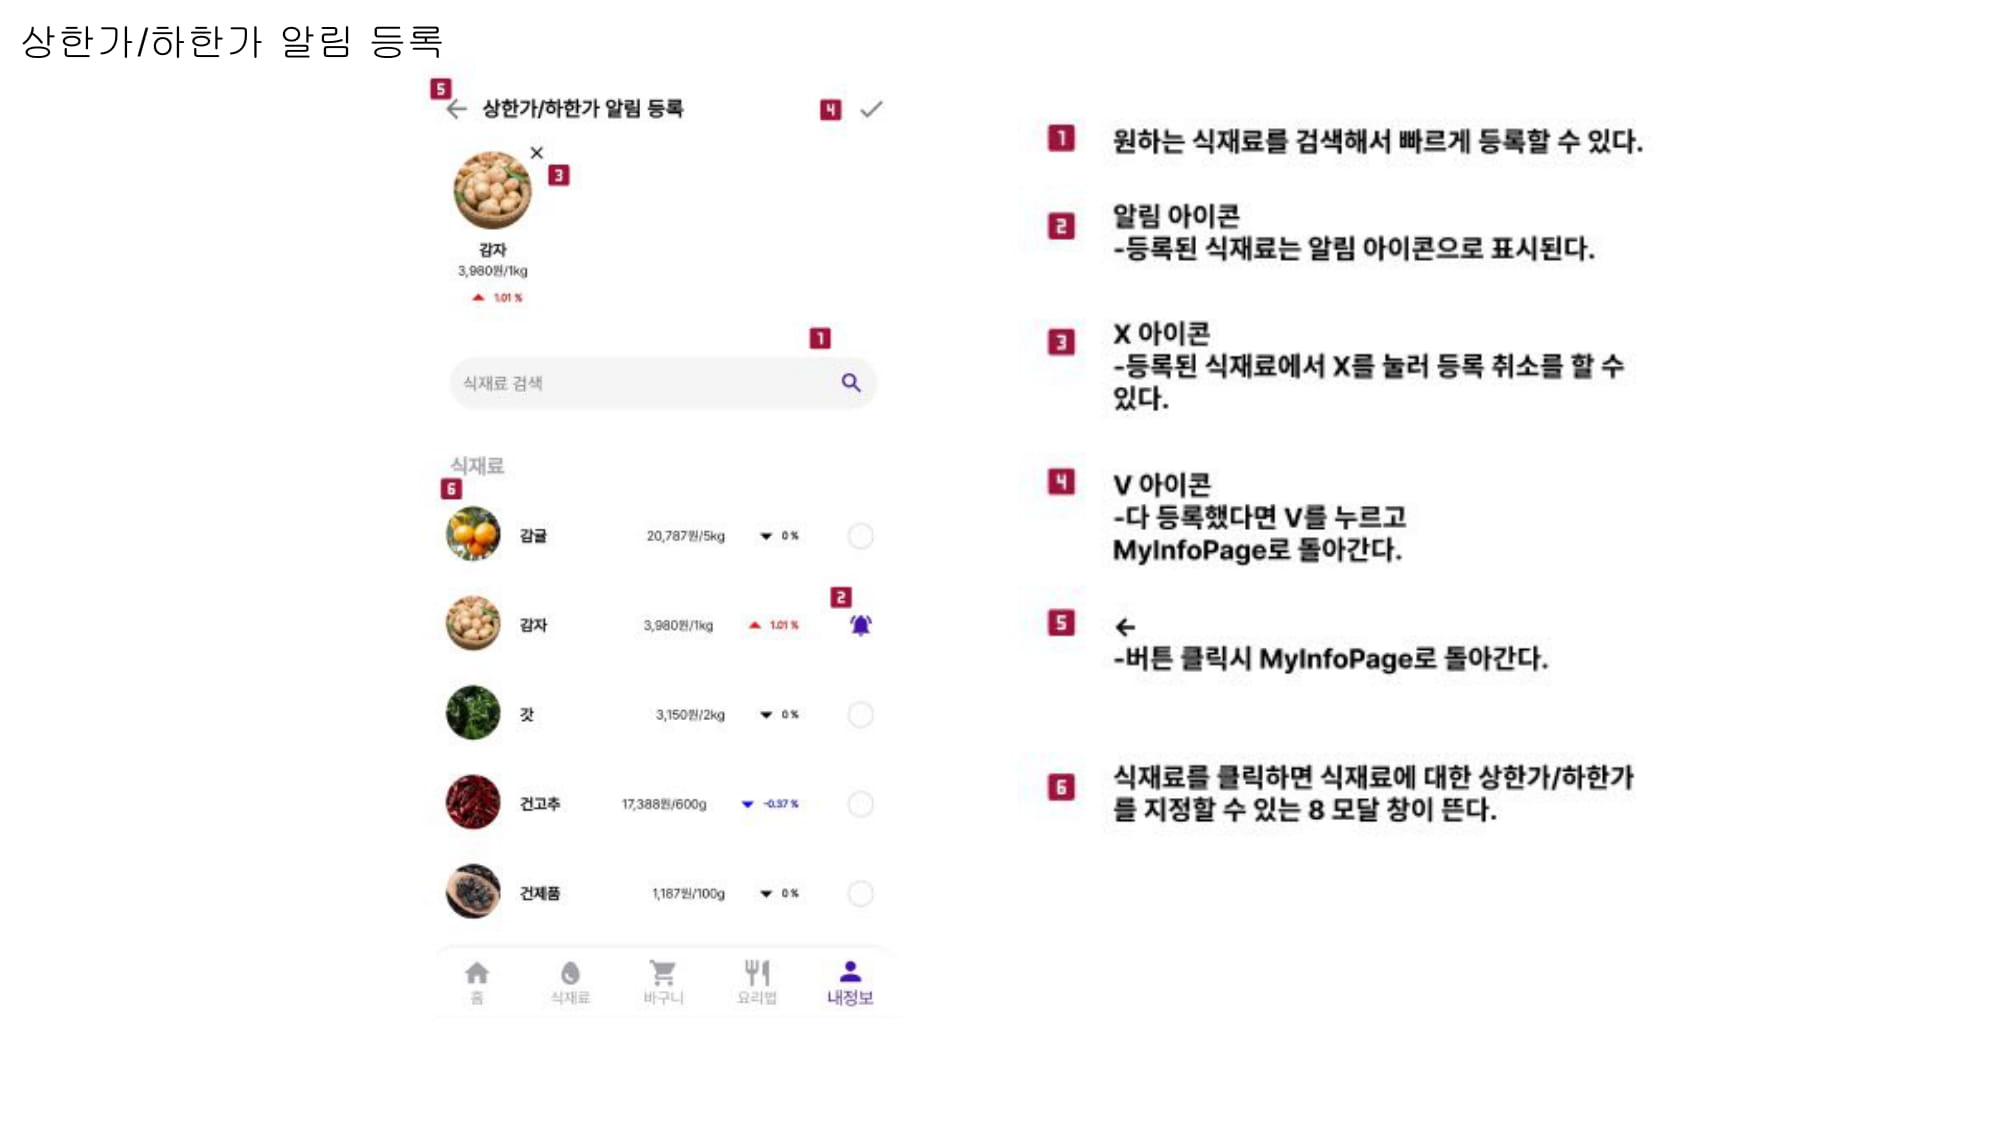 상한가/하한가 알림 등록
5
← 상한가/하한가 알림 등록
4
3
감자
3,980원/1kg
▲ 1.01 %
1
식재료 검색
식재료
6
감귤 20,787원/5kg ▼ 0 %
2
감자 3,980원/1kg ▲ 1.01 %
갓 3,150원/2kg ▼ 0 %
건고추 17,388원/600g ▼ -0.37 %
건제품 1,187원/100g ▼ 0 %
홈 식재료 바구니 요리법 내정보
1 원하는 식재료를 검색해서 빠르게 등록할 수 있다.
2 알림 아이콘
-등록된 식재료는 알림 아이콘으로 표시된다.
3 X 아이콘
-등록된 식재료에서 X를 눌러 등록 취소를 할 수
있다.
4 V 아이콘
-다 등록했다면 V를 누르고
MyInfoPage로 돌아간다.
5 ←
-버튼 클릭시 MyInfoPage로 돌아간다.
6 식재료를 클릭하면 식재료에 대한 상한가/하한가
를 지정할 수 있는 8 모달 창이 뜬다.